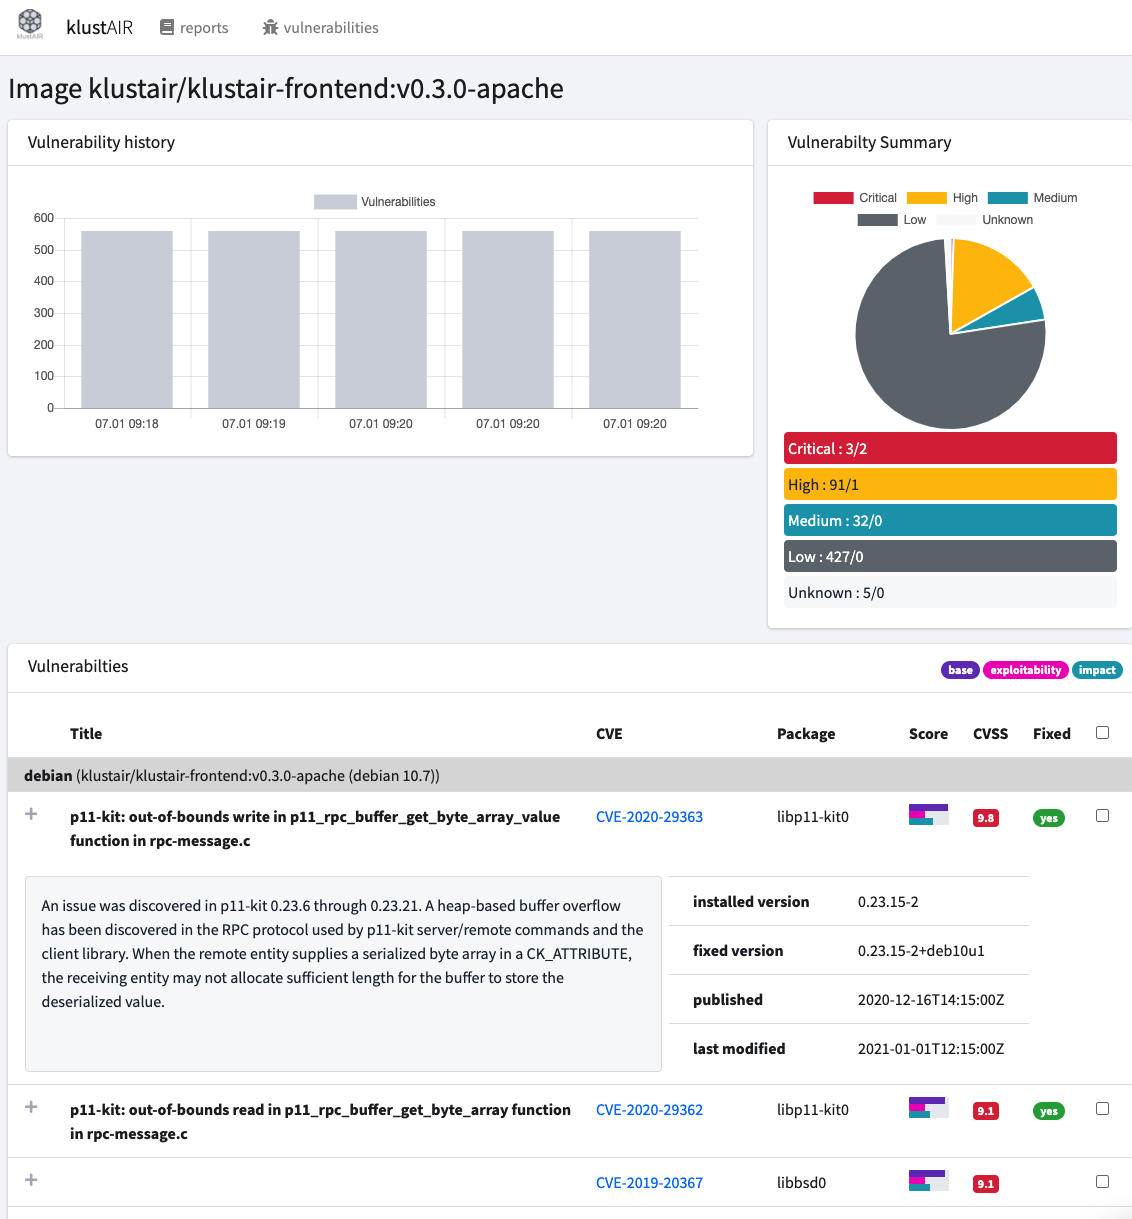 klustAIR
klustAIR reports vulnerabilities
Image klustair/klustair-frontend:v0.3.0-apache
Vulnerability history
Vulnerabilities
600
500
400
300
200
100
0
07.01 09:18 07.01 09:19 07.01 09:20 07.01 09:20 07.01 09:20
Vulnerabilty Summary
Critical High Medium
Low Unknown
Critical : 3/2
High : 91/1
Medium : 32/0
Low : 427/0
Unknown : 5/0
Vulnerabilties
base exploitability impact
Title CVE Package Score CVSS Fixed
debian (klustair/klustair-frontend:v0.3.0-apache (debian 10.7))
p11-kit: out-of-bounds write in p11_rpc_buffer_get_byte_array_value CVE-2020-29363 libp11-kit0 9.8 yes
function in rpc-message.c
An issue was discovered in p11-kit 0.23.6 through 0.23.21. A heap-based buffer overflow
has been discovered in the RPC protocol used by p11-kit server/remote commands and the
client library. When the remote entity supplies a serialized byte array in a CK_ATTRIBUTE,
the receiving entity may not allocate sufficient length for the buffer to store the
deserialized value.
installed version 0.23.15-2
fixed version 0.23.15-2+deb10u1
published 2020-12-16T14:15:00Z
last modified 2021-01-01T12:15:00Z
p11-kit: out-of-bounds read in p11_rpc_buffer_get_byte_array function CVE-2020-29362 libp11-kit0 9.1 yes
in rpc-message.c
CVE-2019-20367 libbsd0 9.1